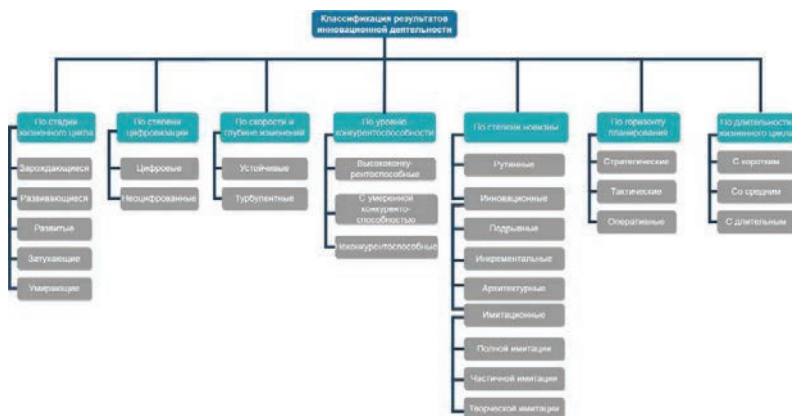 Классификация результатов
инновационной деятельности
По стадии
жизненного цикла
Зарождающиеся
Развивающиеся
Развитые
Затухающие
Умирающие
По степени
цифровизации
Цифровые
Неоцифрованные
По скорости и
глубине изменений
Устойчивые
Турбулентные
По уровню
конкурентоспособности
Высококонку-
рентоспособные
С умеренной
конкуренто-
способностью
Неконкурентоспособные
По степени новизны
Рутинные
Инновационные
Подрывные
Инкрементальные
Архитектурные
Имитационные
Полной имитации
Частичной имитации
Творческой имитации
По горизонту
планирования
Стратегические
Тактические
Оперативные
По длительности
жизненного цикла
С коротким
Со средним
С длительным